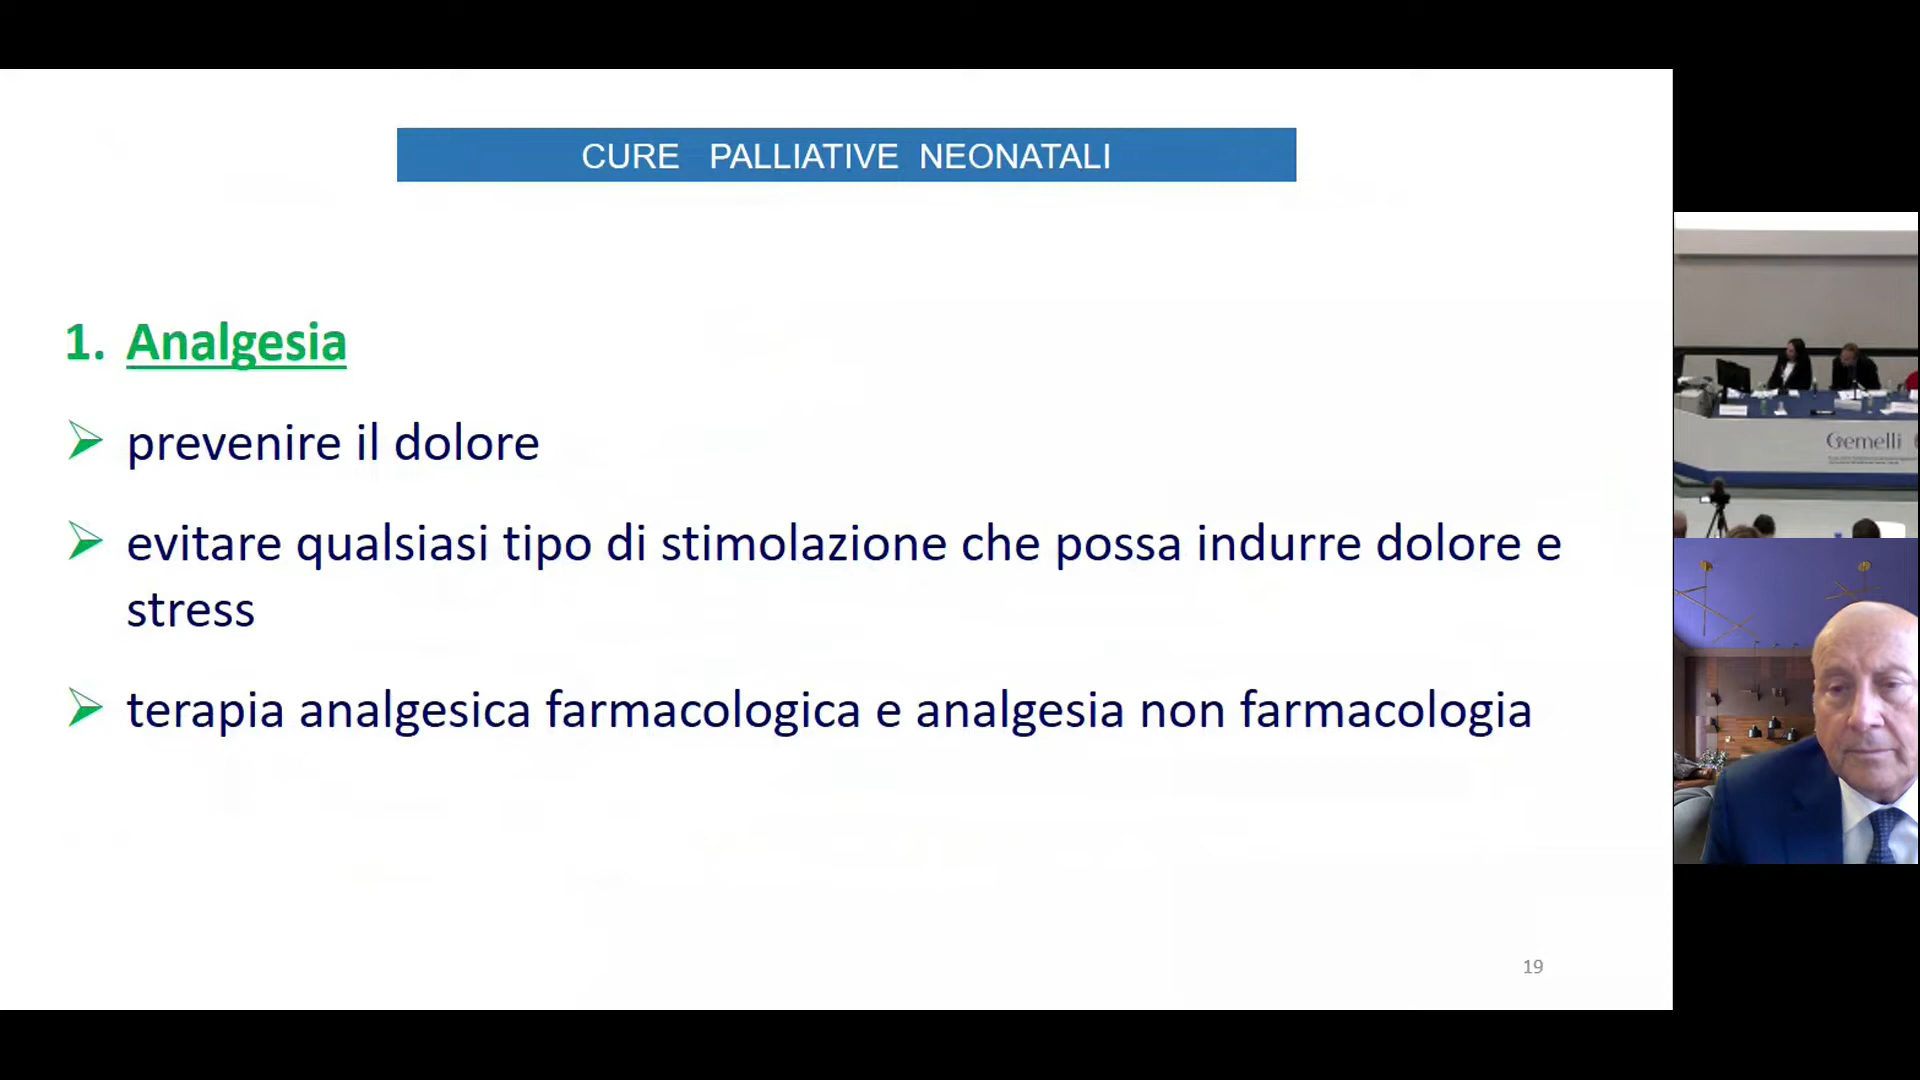 CURE PALLIATIVE NEONATALI
1. Analgesia
prevenire il dolore
evitare qualsiasi tipo di stimolazione che possa indurre dolore e
stress
terapia analgesica farmacologica e analgesia non farmacologia
19
Gemelli